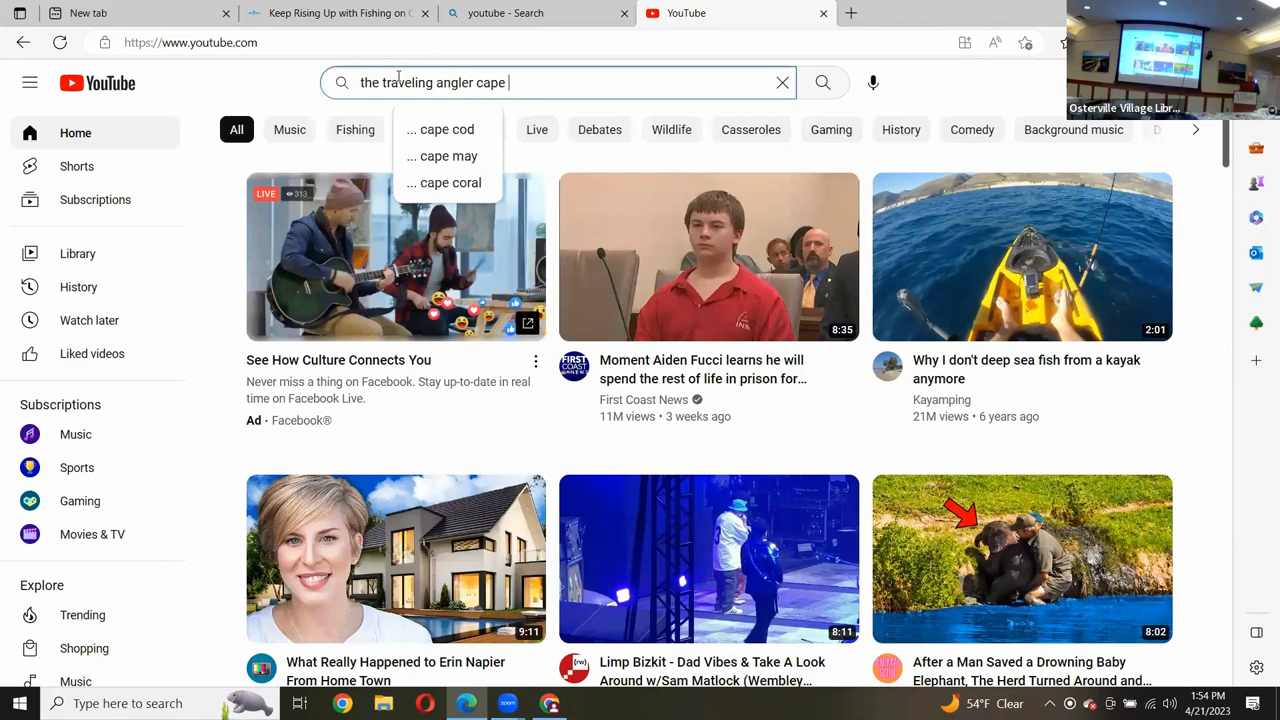 New tab
Keep Rising Up with Fishing on C
youtube - Search
YouTube
https://www.youtube.com
Osterville Village Libr...
YouTube
the traveling angler cape
... cape cod
... cape may
... cape coral
All
Music
Fishing
Live
Debates
Wildlife
Casseroles
Gaming
History
Comedy
Background music
Home
Shorts
Subscriptions
Library
History
Watch later
Liked videos
Subscriptions
Music
Sports
Gaming
Movies & TV
Explore
Trending
Shopping
Music
LIVE 313
See How Culture Connects You
Never miss a thing on Facebook. Stay up-to-date in real
time on Facebook Live.
Ad · Facebook®
8:35
FIRST
COAST
NEWS
Moment Aiden Fucci learns he will
spend the rest of life in prison for...
First Coast News
11M views • 3 weeks ago
2:01
Why I don't deep sea fish from a kayak
anymore
Kayamping
21M views • 6 years ago
9:11
What Really Happened to Erin Napier
From Home Town
8:11
Limp Bizkit - Dad Vibes & Take A Look
Around w/Sam Matlock (Wembley
8:02
After a Man Saved a Drowning Baby
Elephant, The Herd Turned Around and
Type here to search
zoom
54°F Clear
1:54 PM
4/21/2023